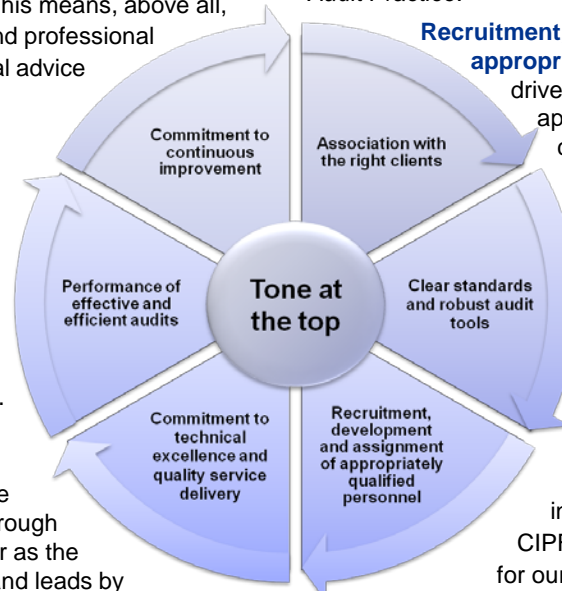 his means, above all,
nd professional
al advice
Audit Practice.
Recruitment
appropr
drive
ap
Commitment to
continuous
improvement
Association with
the right clients
Performance of
effective and
efficient audits
Tone at
the top
Clear standards
and robust audit
tools
Commitment to
technical
excellence and
quality service
delivery
Recruitment,
development
and assignment
of appropriately
qualified
personnel
.
e
rough
r as the
and leads by
in
CIPF
for our